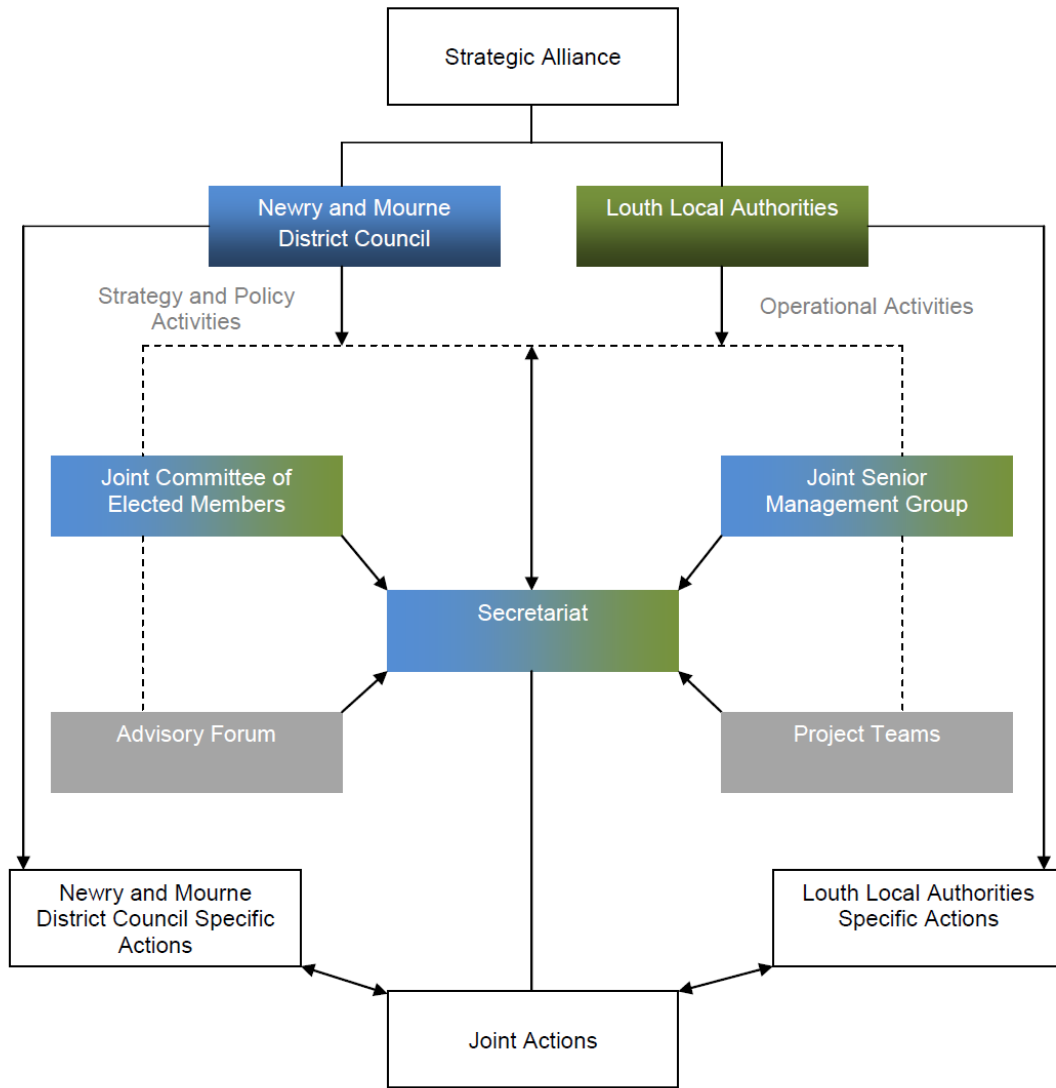 Strategic Alliance
Newry and Mourne
District Council
Louth Local Authorities
Strategy and Policy
Activities
Operational Activities
Joint Committee of
Elected Members
Joint Senior
Management Group
Secretariat
Advisory Forum
Project Teams
Newry and Mourne
District Council Specific
Actions
Louth Local Authorities
Specific Actions
Joint Actions